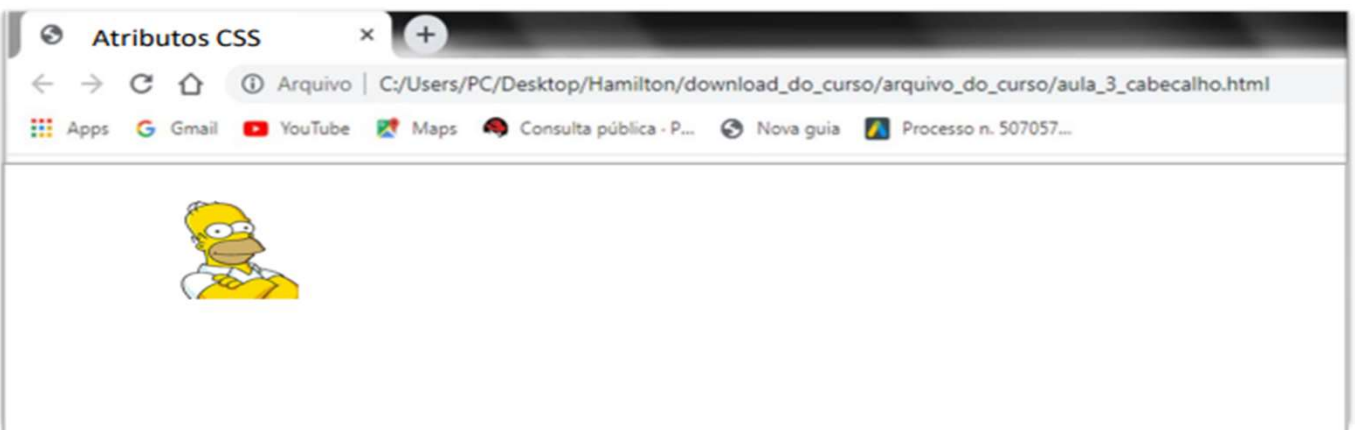 Atributos CSS
Arquivo | C:/Users/PC/Desktop/Hamilton/download_do_curso/arquivo_do_curso/aula_3_cabecalho.html
Apps Gmail YouTube Maps Consulta pública - P... Nova guia Processo n. 507057...